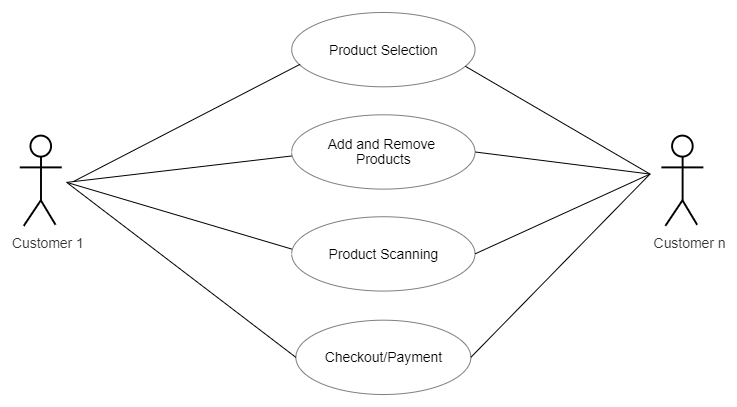 Product Selection
Add and Remove
Products
Product Scanning
Customer 1
Customer n
Checkout/Payment